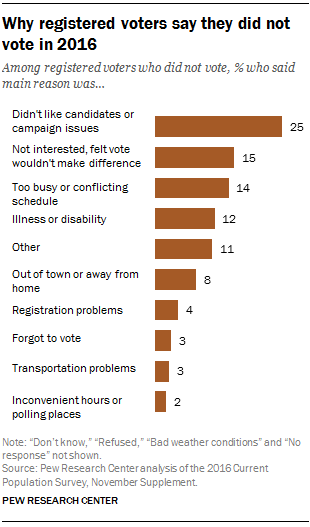 Why registered voters say they did not
vote in 2016
Among registered voters who did not vote, % who said
main reason was...
Didn't like candidates or
campaign issues
25
Not interested, felt vote
wouldn't make difference
15
Too busy or conflicting
schedule
14
Illness or disability
12
Other
11
Out of town or away from
home
8
Registration problems
4
Forgot to vote
3
Transportation problems
3
Inconvenient hours or
polling places
2
Note: “Don’t know,” “Refused,” “Bad weather conditions” and “No
response” not shown.
Source: Pew Research Center analysis of the 2016 Current
Population Survey, November Supplement.
PEW RESEARCH CENTER